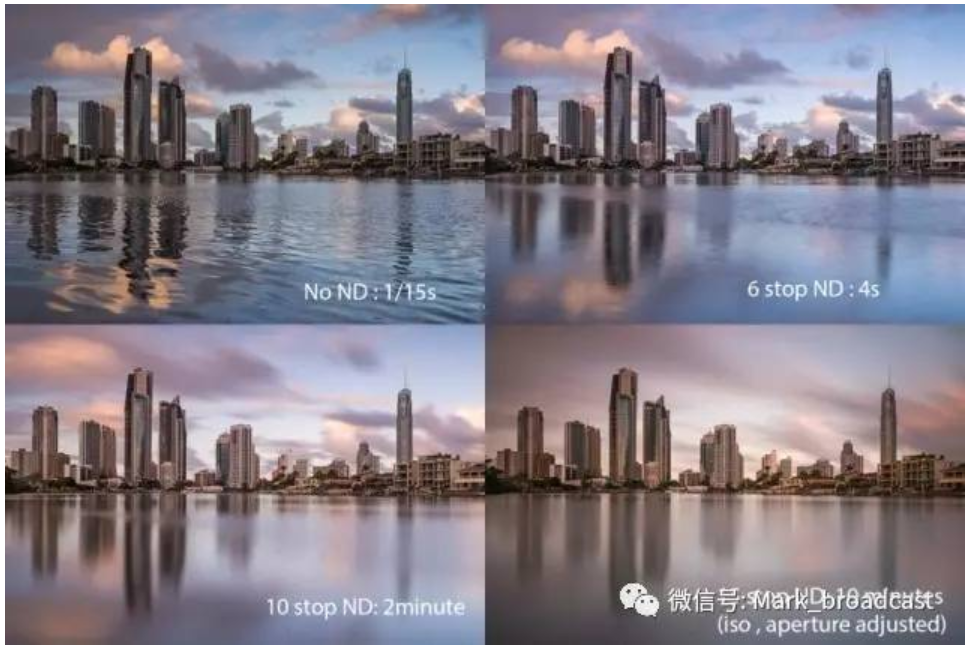 No ND : 1/15s
6 stop ND : 4s
10 stop ND: 2minute
微信号: Mark_broadcast
stop ND: 10 minutes
(iso , aperture adjusted)